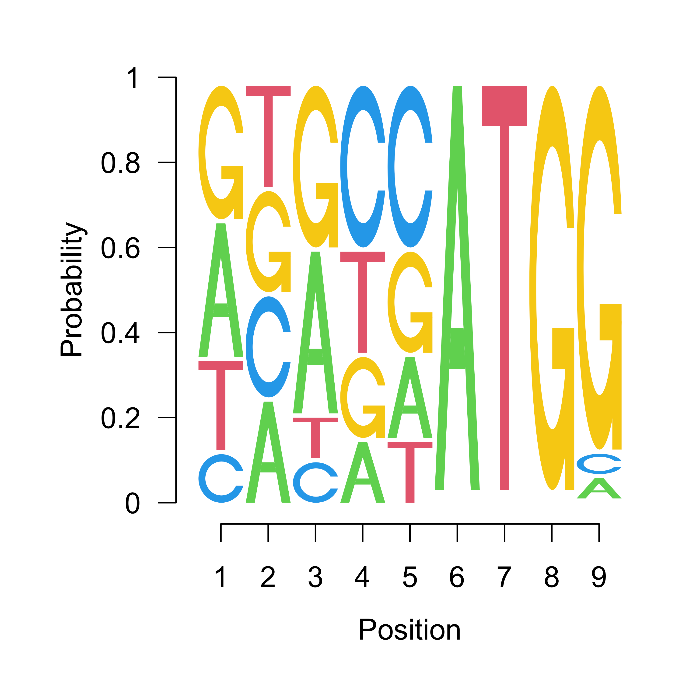 Probability
1
0.8
0.6
0.4
0.2
0
G T G C C A T G G
A G A T G C
T C T G A A
C A C A T
1 2 3 4 5 6 7 8 9
Position